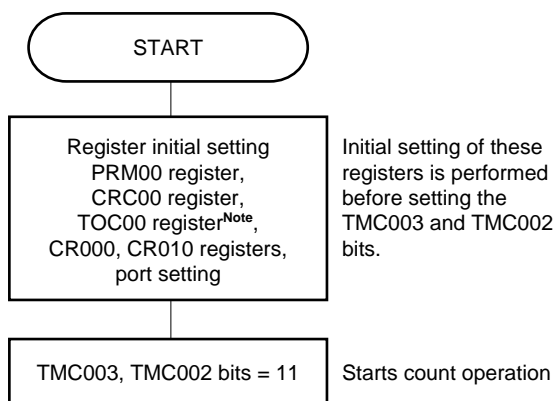 START
Register initial setting
PRM00 register,
CRC00 register,
TOC00 registerNote,
CR000, CR010 registers,
port setting
Initial setting of these
registers is performed
before setting the
TMC003 and TMC002
bits.
TMC003, TMC002 bits = 11
Starts count operation